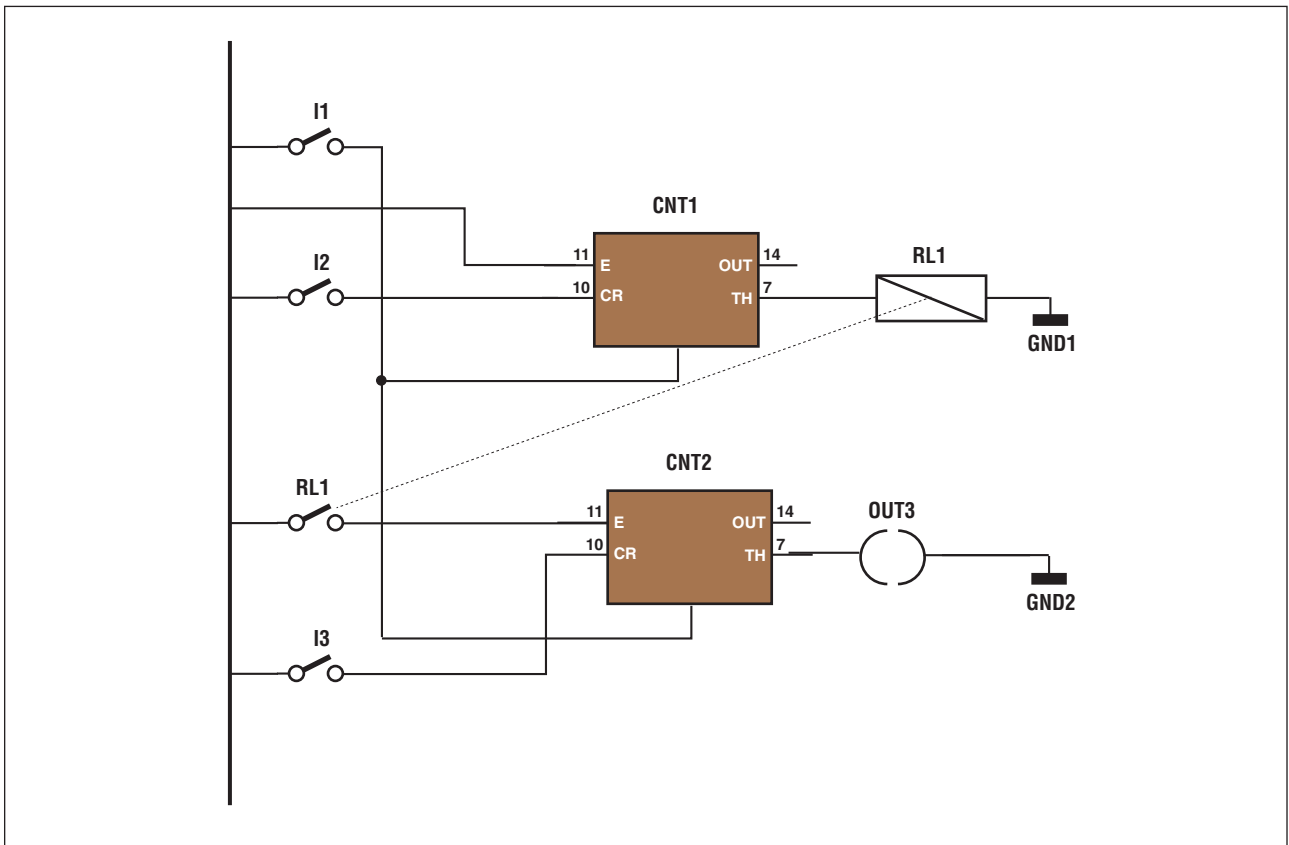 I1
CNT1
11 E OUT 14
I2
RL1
10 CR TH 7
GND1
CNT2
RL1
11 E OUT 14
OUT3
10 CR TH 7
GND2
I3